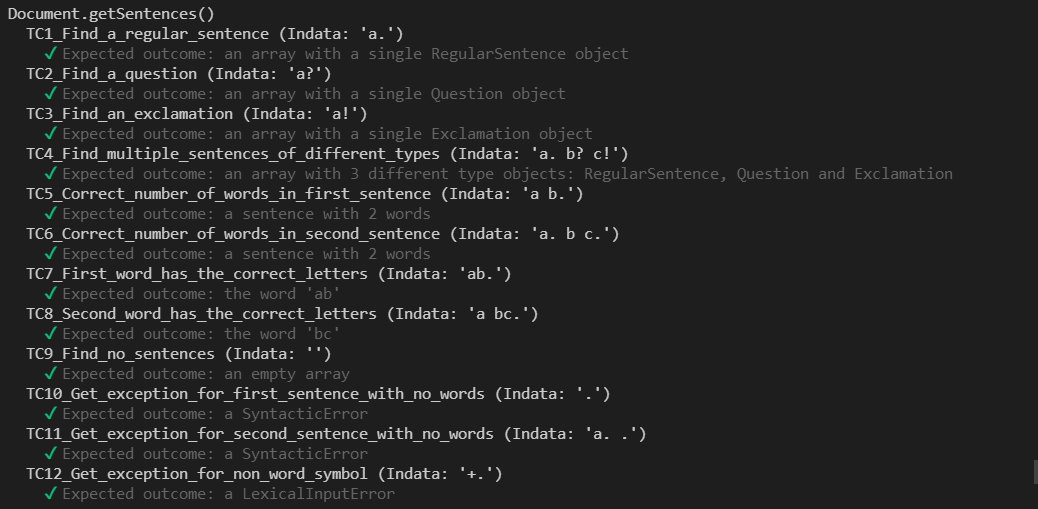 Document.getSentences()
TC1_Find_a_regular_sentence (Indata: 'a.')
✓ Expected outcome: an array with a single RegularSentence object
TC2_Find_a_question (Indata: 'a?')
✓ Expected outcome: an array with a single Question object
TC3_Find_an_exclamation (Indata: 'a!')
✓ Expected outcome: an array with a single Exclamation object
TC4_Find_multiple_sentences_of_different_types (Indata: 'a. b? c!')
✓ Expected outcome: an array with 3 different type objects: RegularSentence, Question and Exclamation
TC5_Correct_number_of_words_in_first_sentence (Indata: 'a b.')
✓ Expected outcome: a sentence with 2 words
TC6_Correct_number_of_words_in_second_sentence (Indata: 'a. b c.')
✓ Expected outcome: a sentence with 2 words
TC7_First_word_has_the_correct_letters (Indata: 'ab.')
✓ Expected outcome: the word 'ab'
TC8_Second_word_has_the_correct_letters (Indata: 'a bc.')
✓ Expected outcome: the word 'bc'
TC9_Find_no_sentences (Indata: '')
✓ Expected outcome: an empty array
TC10_Get_exception_for_first_sentence_with_no_words (Indata: '.')
✓ Expected outcome: a SyntacticError
TC11_Get_exception_for_second_sentence_with_no_words (Indata: 'a. .')
✓ Expected outcome: a SyntacticError
TC12_Get_exception_for_non_word_symbol (Indata: '+.')
✓ Expected outcome: a LexicalInputError